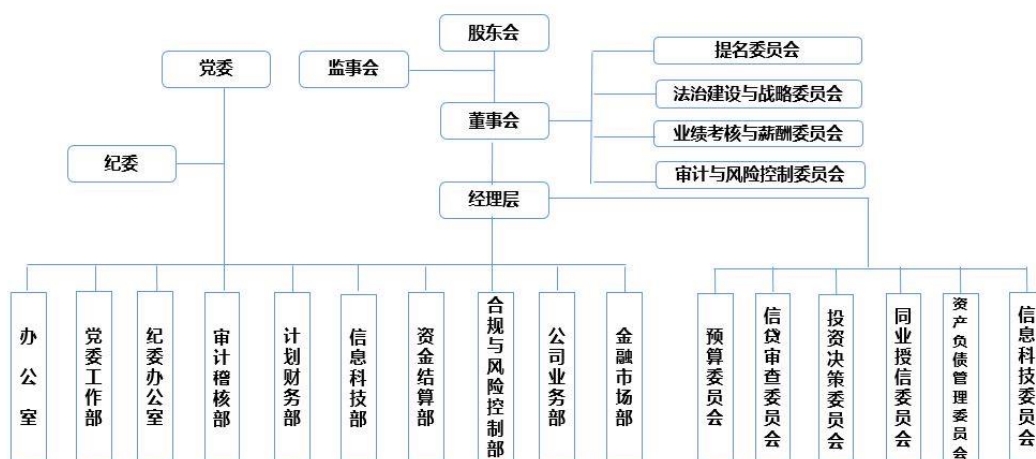 股东会
党委
监事会
提名委员会
法治建设与战略委员会
董事会
业绩考核与薪酬委员会
纪委
审计与风险控制委员会
经理层
办公室
党委工作部
纪委办公室
审计稽核部
计划财务部
信息科技部
资金结算部
合规与风险控制部
公司业务部
金融市场部
预算委员会
信贷审查委员会
投资决策委员会
同业授信委员会
资产负债管理委员会
信息科技委员会